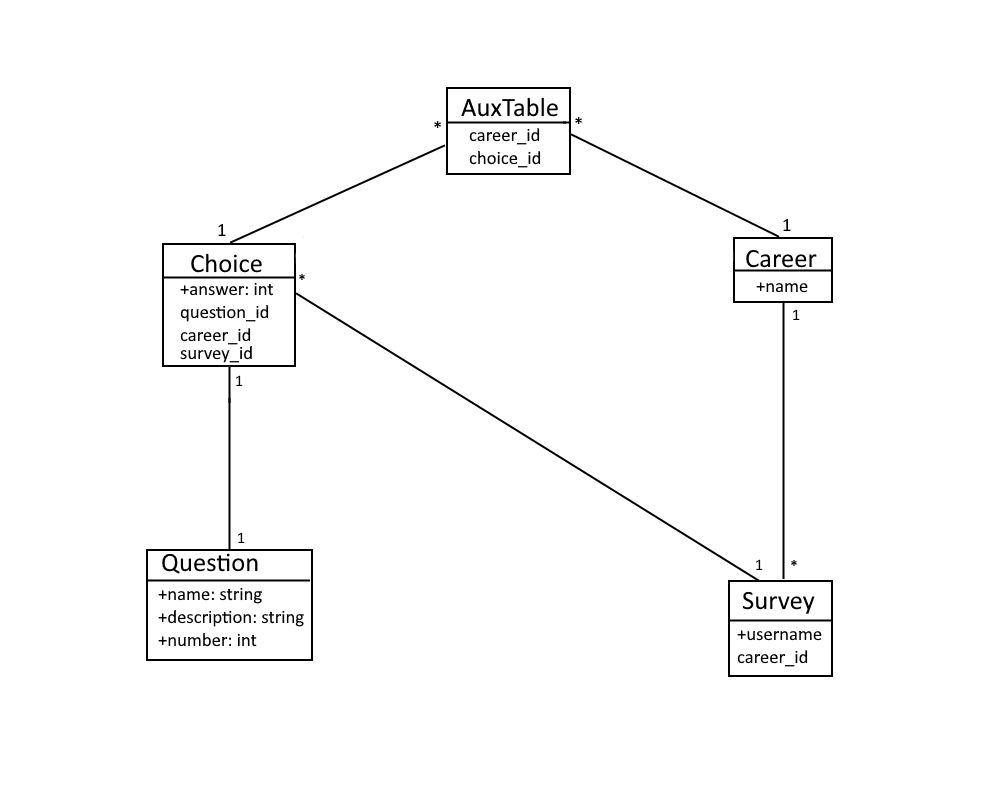 AuxTable
* *
career_id
choice_id
1 1
Choice
*
+answer: int
question_id
career_id
survey_id
1
Career
+name
1
1
Question
+name: string
+description: string
+number: int
1 *
Survey
+username
career_id